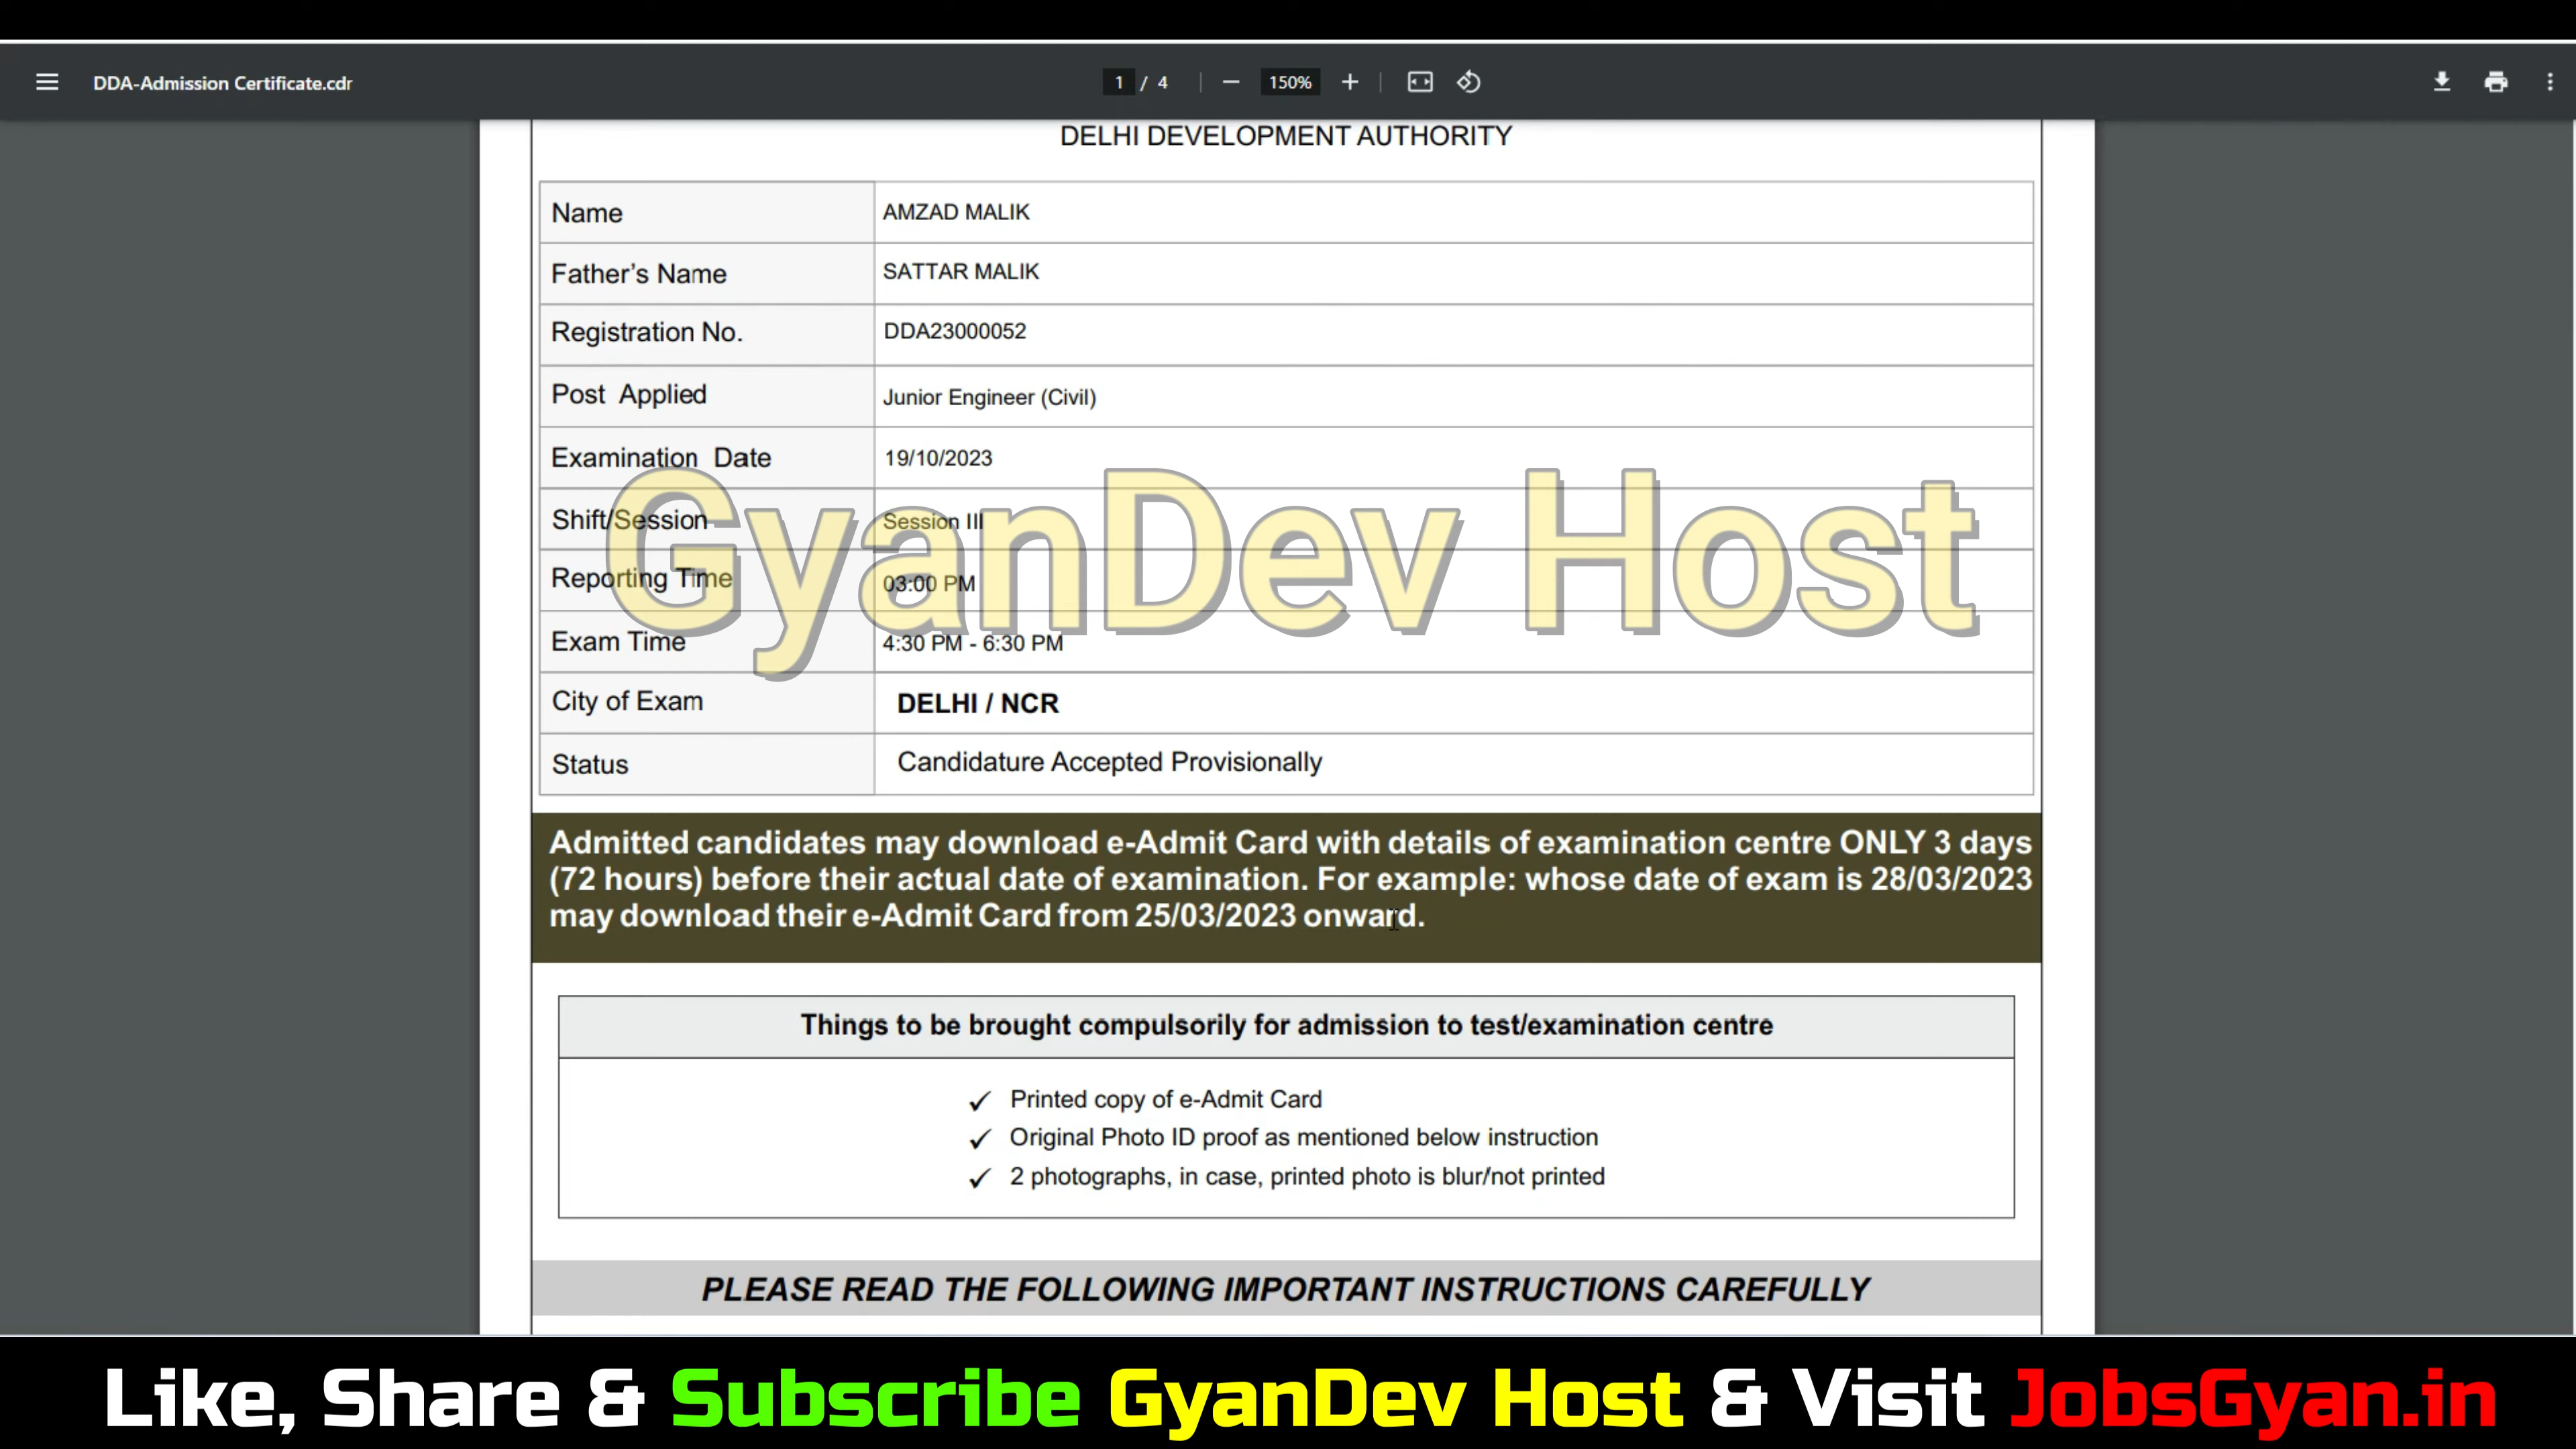 DDA-Admission Certificate.cdr
1 / 4
150%
DELHI DEVELOPMENT AUTHORITY
Name AMZAD MALIK
Father's Name SATTAR MALIK
Registration No. DDA23000052
Post Applied Junior Engineer (Civil)
Examination Date 19/10/2023
Shift/Session Session III
Reporting Time 03:00 PM
GyanDev Host
Exam Time 4:30 PM - 6:30 PM
City of Exam DELHI / NCR
Status Candidature Accepted Provisionally
Admitted candidates may download e-Admit Card with details of examination centre ONLY 3 days
(72 hours) before their actual date of examination. For example: whose date of exam is 28/03/2023
may download their e-Admit Card from 25/03/2023 onward.
Things to be brought compulsorily for admission to test/examination centre
✓ Printed copy of e-Admit Card
✓ Original Photo ID proof as mentioned below instruction
✓ 2 photographs, in case, printed photo is blur/not printed
PLEASE READ THE FOLLOWING IMPORTANT INSTRUCTIONS CAREFULLY
Like, Share & Subscribe GyanDev Host & Visit JobsGyan.in